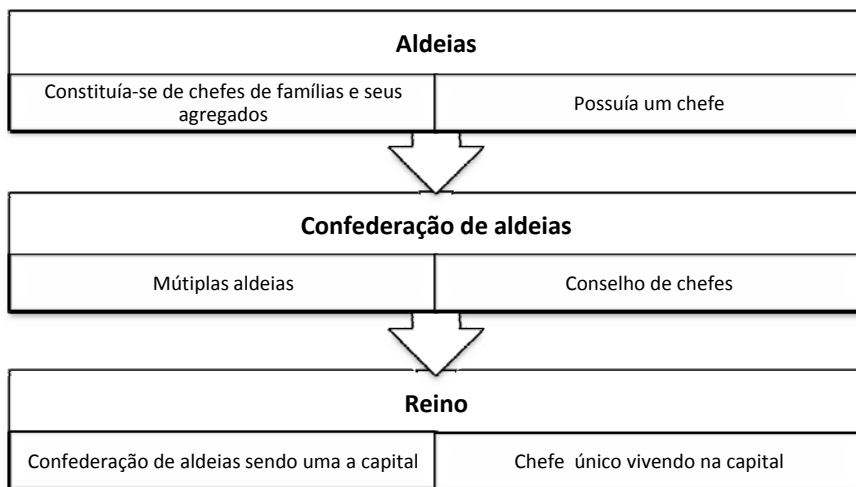 Aldeias
Constituía-se de chefes de famílias e seus
agregados
Possuía um chefe
Confederação de aldeias
Mútiplas aldeias
Conselho de chefes
Reino
Confederação de aldeias sendo uma a capital
Chefe único vivendo na capital